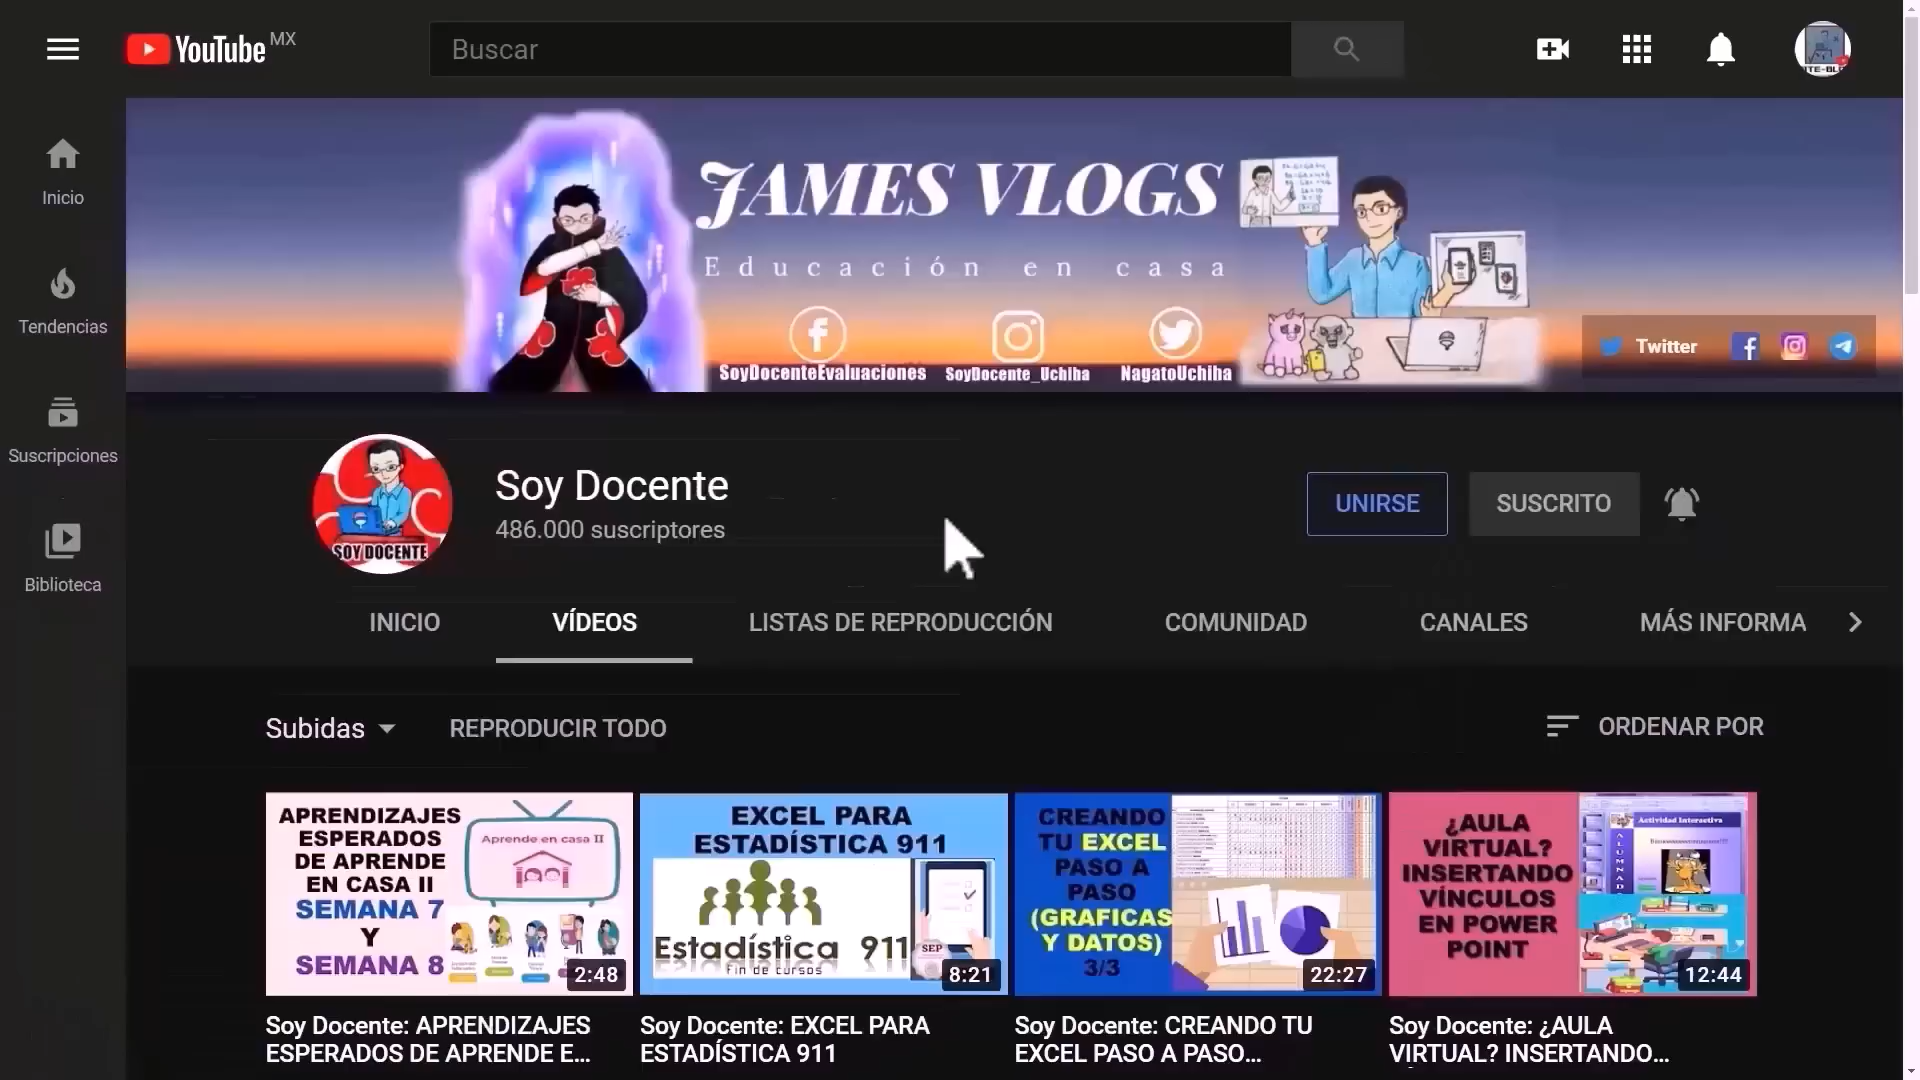 YouTube MX
Buscar
Inicio
Tendencias
Suscripciones
Biblioteca
JAMES VLOGS
Educación en casa
SoyDocenteEvaluaciones
SoyDocente_Uchiha
NagatoUchiha
Twitter
SOY DOCENTE
Soy Docente
486.000 suscriptores
UNIRSE
SUSCRITO
INICIO
VÍDEOS
LISTAS DE REPRODUCCIÓN
COMUNIDAD
CANALES
MÁS INFORMA
Subidas
REPRODUCIR TODO
ORDENAR POR
APRENDIZAJES
ESPERADOS
DE APRENDE
EN CASA II
SEMANA 7
Y
SEMANA 8
Aprende en casa II
2:48
EXCEL PARA
ESTADÍSTICA 911
Estadística 911
fin de cursos
SEP
8:21
CREANDO
TU EXCEL
PASO A
PASO
(GRAFICAS
Y DATOS)
3/3
22:27
¿AULA
VIRTUAL?
INSERTANDO
VÍNCULOS
EN POWER
POINT
Actividad Interactiva
12:44
Soy Docente: APRENDIZAJES
ESPERADOS DE APRENDE E...
Soy Docente: EXCEL PARA
ESTADÍSTICA 911
Soy Docente: CREANDO TU
EXCEL PASO A PASO...
Soy Docente: ¿AULA
VIRTUAL? INSERTANDO...